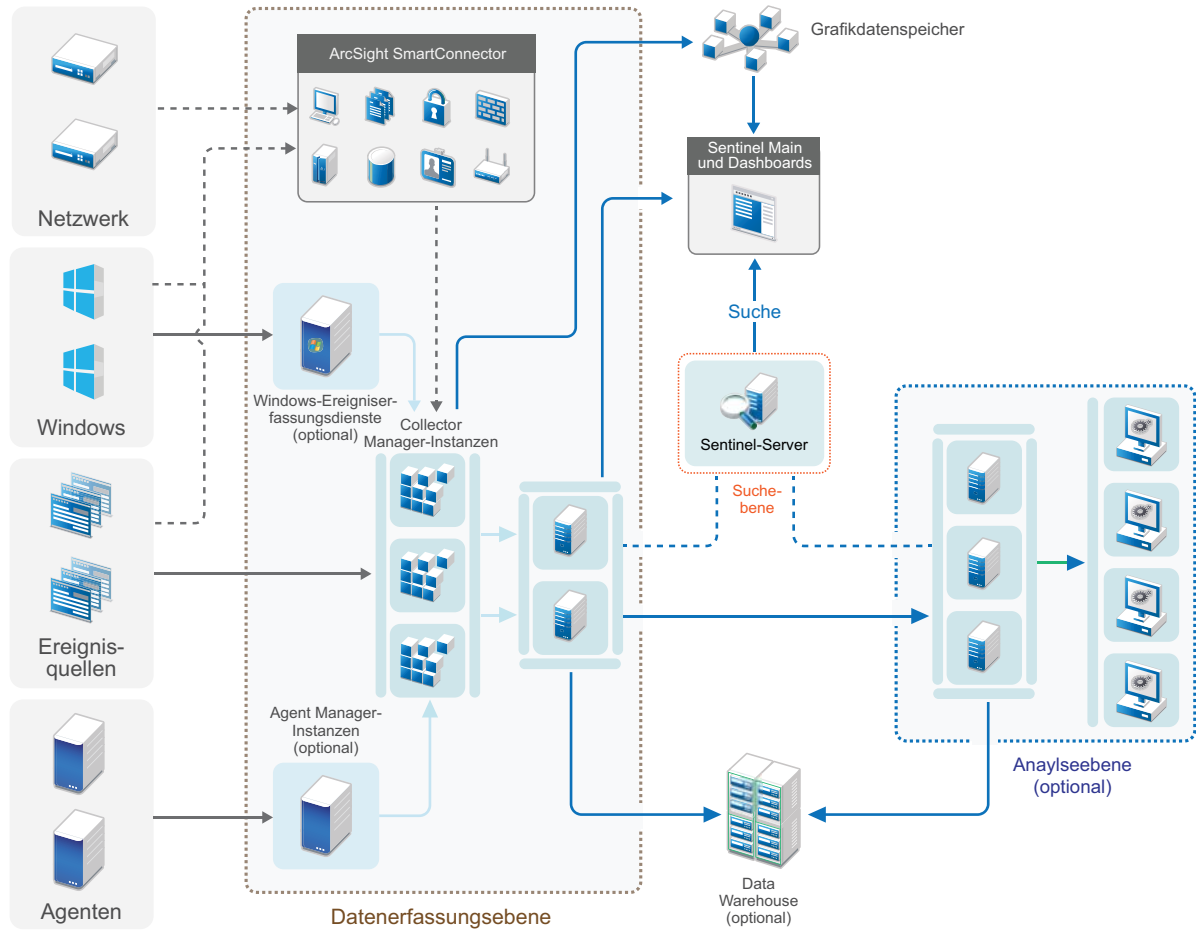 Grafikdatenspeicher
ArcSight SmartConnector
Sentinel Main
und Dashboards
Netzwerk
Suche
Windows-Ereigniser-
fassungsdienste
(optional)
Collector
Manager-Instanzen
Windows
Sentinel-Server
Suche-
ebene
Ereignis-
quellen
Agent Manager-
Instanzen
(optional)
Anaylseebene
(optional)
Agenten
Data
Warehouse
(optional)
Datenerfassungsebene